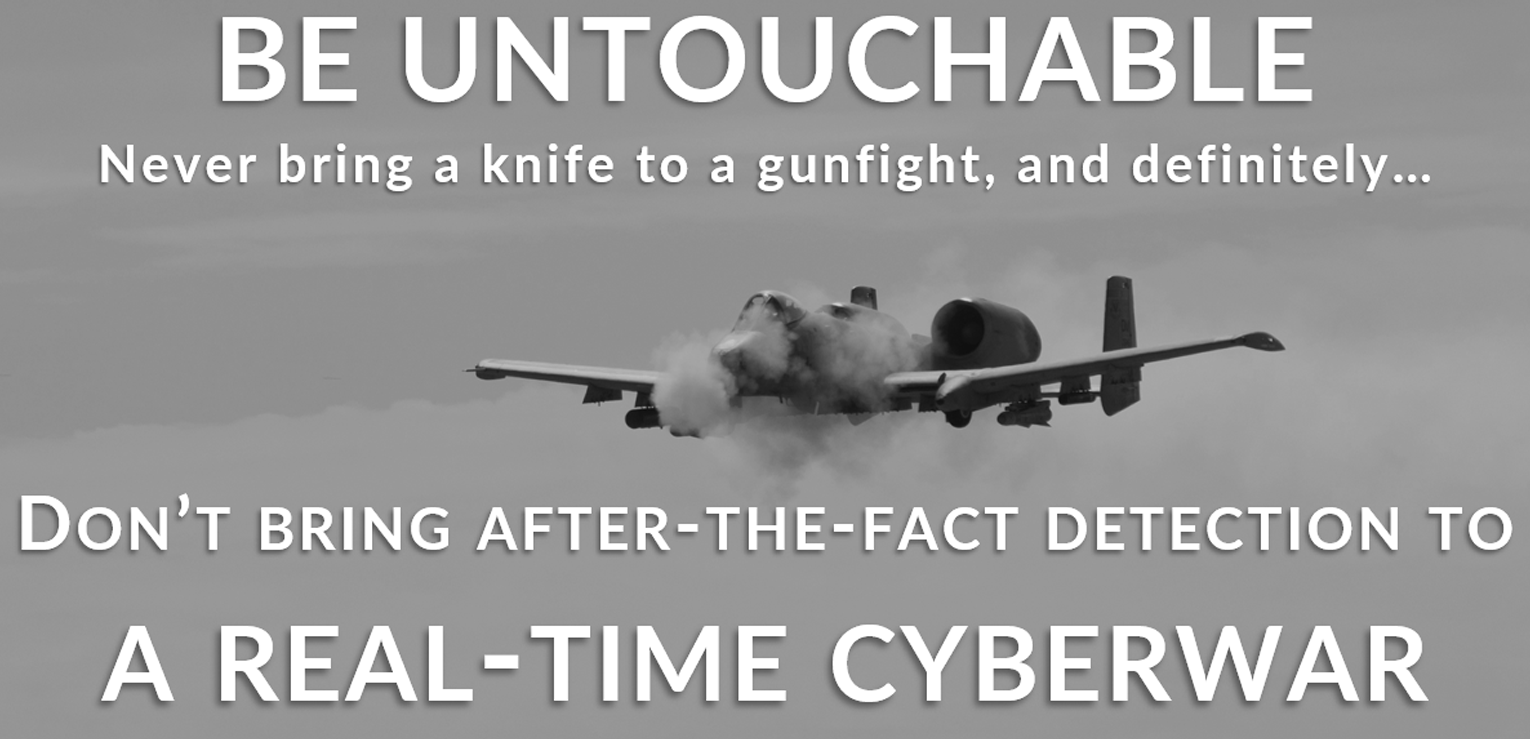 BE UNTOUCHABLE
Never bring a knife to a gunfight, and definitely...
DON’T BRING AFTER-THE-FACT DETECTION TO
A REAL-TIME CYBERWAR